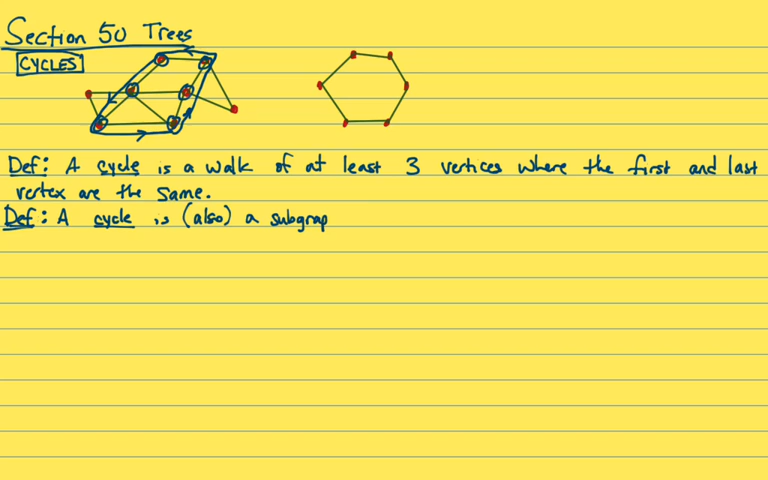 Section 50 Trees
CYCLES
Def: A cycle is a walk of at least 3 vertices where the first and last
vertex are the same.
Def: A cycle is (also) a subgrap